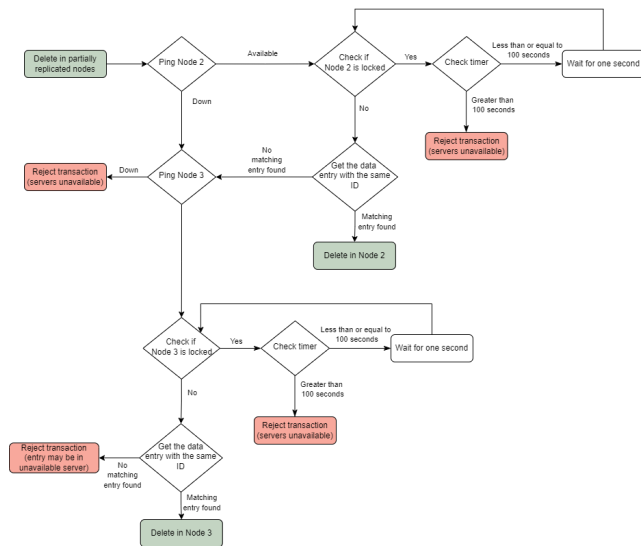 Delete in partially
replicated nodes
Ping Node 2
Available
Check if
Node 2 is locked
Yes
Check timer
Less than or equal to
100 seconds
Wait for one second
Down
No
Greater than
100 seconds
Reject transaction
(servers unavailable)
Reject transaction
(servers unavailable)
Down
Ping Node 3
No
matching
entry found
Get the data
entry with the same
ID
Matching
entry found
Delete in Node 2
Check if
Node 3 is locked
Yes
Check timer
Less than or equal to
100 seconds
Wait for one second
No
Greater than
100 seconds
Reject transaction
(servers unavailable)
Reject transaction
(entry may be in
unavailable server)
No
matching
entry found
Get the data
entry with the same
ID
Matching
entry found
Delete in Node 3